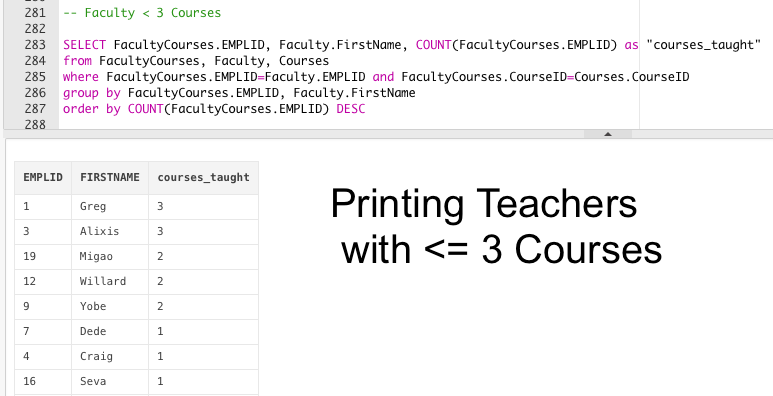 281 -- Faculty < 3 Courses
282
283 SELECT FacultyCourses.EMPLID, Faculty.FirstName, COUNT(FacultyCourses.EMPLID) as "courses_taught"
284 from FacultyCourses, Faculty, Courses
285 where FacultyCourses.EMPLID=Faculty.EMPLID and FacultyCourses.CourseID=Courses.CourseID
286 group by FacultyCourses.EMPLID, Faculty.FirstName
287 order by COUNT(FacultyCourses.EMPLID) DESC
288
EMPLID FIRSTNAME courses_taught
1 Greg 3
3 Alixis 3
19 Migao 2
12 Willard 2
9 Yobe 2
7 Dede 1
4 Craig 1
16 Seva 1
Printing Teachers
with <= 3 Courses